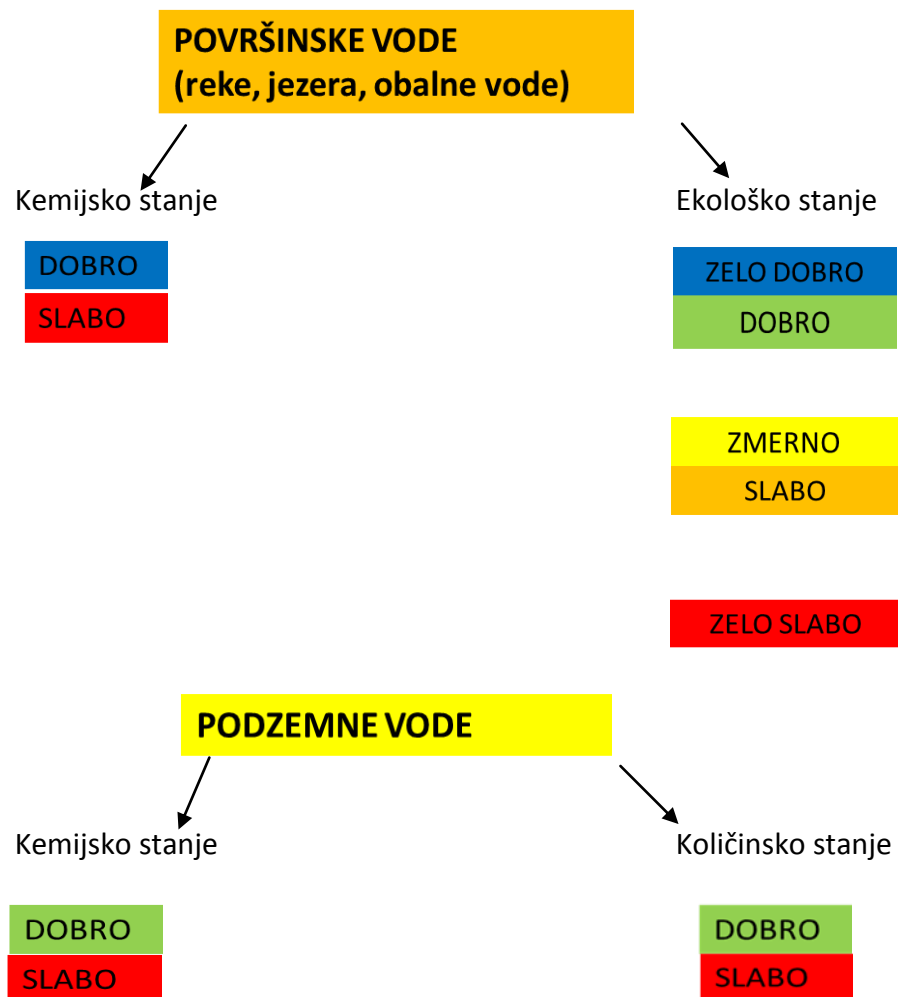 POVRŠINSKE VODE
(reke, jezera, obalne vode)
Kemijsko stanje
DOBRO
SLABO
Ekološko stanje
ZELO DOBRO
DOBRO
ZMERNO
SLABO
ZELO SLABO
PODZEMNE VODE
Kemijsko stanje
DOBRO
SLABO
Količinsko stanje
DOBRO
SLABO